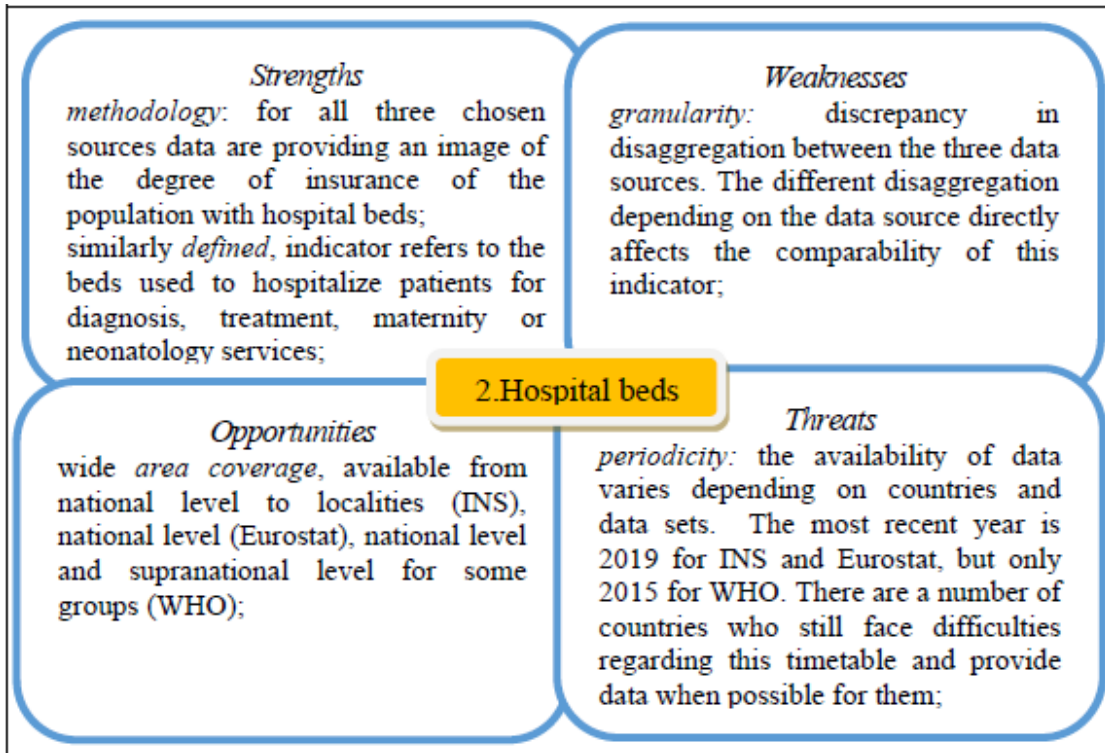 Strengths
methodology: for all three chosen
sources data are providing an image of
the degree of insurance of the
population with hospital beds;
similarly defined, indicator refers to the
beds used to hospitalize patients for
diagnosis, treatment, maternity or
neonatology services;
Weaknesses
granularity: discrepancy in
disaggregation between the three data
sources. The different disaggregation
depending on the data source directly
affects the comparability of this
indicator;
2.Hospital beds
Opportunities
wide area coverage, available from
national level to localities (INS),
national level (Eurostat), national level
and supranational level for some
groups (WHO);
Threats
periodicity: the availability of data
varies depending on countries and
data sets. The most recent year is
2019 for INS and Eurostat, but only
2015 for WHO. There are a number of
countries who still face difficulties
regarding this timetable and provide
data when possible for them;